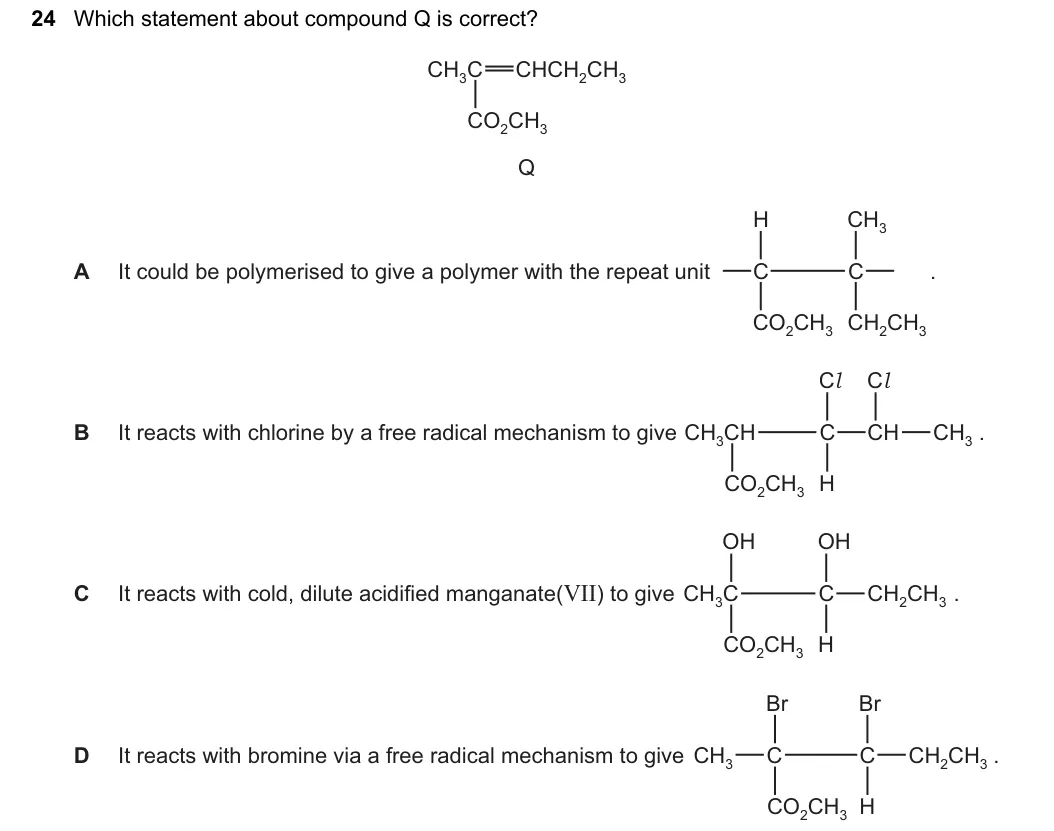 24 Which statement about compound Q is correct?
CH₃C=CHCH₂CH₃
CO₂CH₃
Q
H CH₃
A It could be polymerised to give a polymer with the repeat unit —C—C— .
CO₂CH₃ CH₂CH₃
Cl Cl
B It reacts with chlorine by a free radical mechanism to give CH₃CH—C—CH—CH₃ .
CO₂CH₃ H
OH OH
C It reacts with cold, dilute acidified manganate(VII) to give CH₃C—C—CH₂CH₃ .
CO₂CH₃ H
Br Br
D It reacts with bromine via a free radical mechanism to give CH₃—C—C—CH₂CH₃ .
CO₂CH₃ H